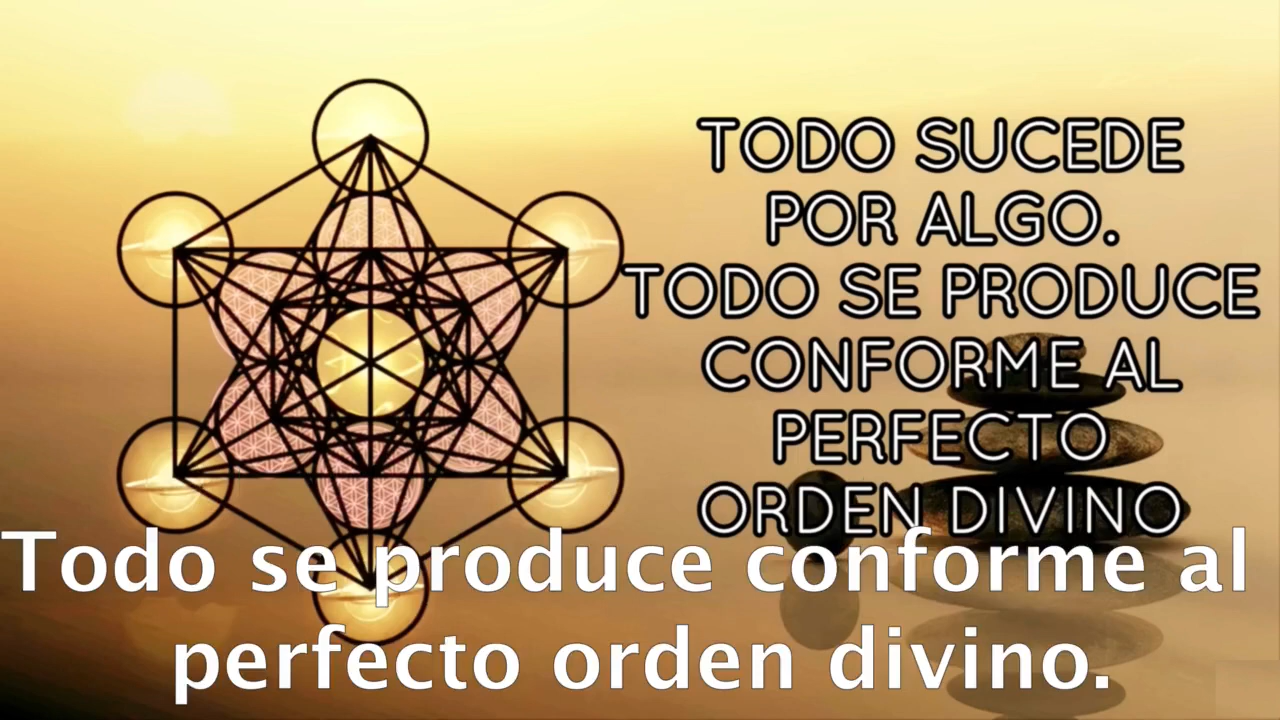 TODO SUCEDE
POR ALGO.
TODO SE PRODUCE
CONFORME AL
PERFECTO
ORDEN DIVINO
Todo se produce conforme al
perfecto orden divino.